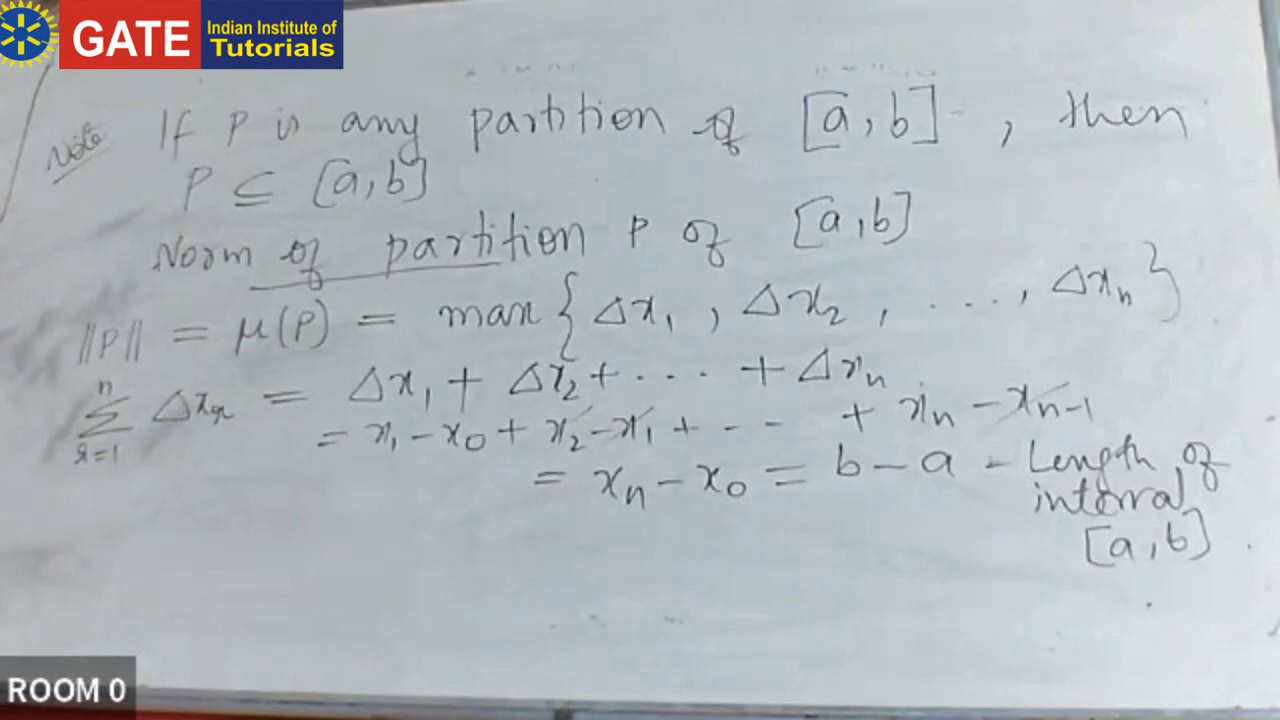 GATE
Indian Institute of
Tutorials
Note If P is any partition of [a,b], then
P ⊆ [a,b]
Norm of partition P of [a,b]
||P|| = μ(P) = max{Δx₁, Δx₂, ...., Δxₙ}
n
∑ Δxᵣ = Δx₁ + Δx₂ + ... + Δxₙ
r=1
= x₁ - x₀ + x₂ - x₁ + --- + xₙ - xₙ₋₁
= xₙ - x₀ = b - a - Length of
interval
[a,b].
ROOM 0